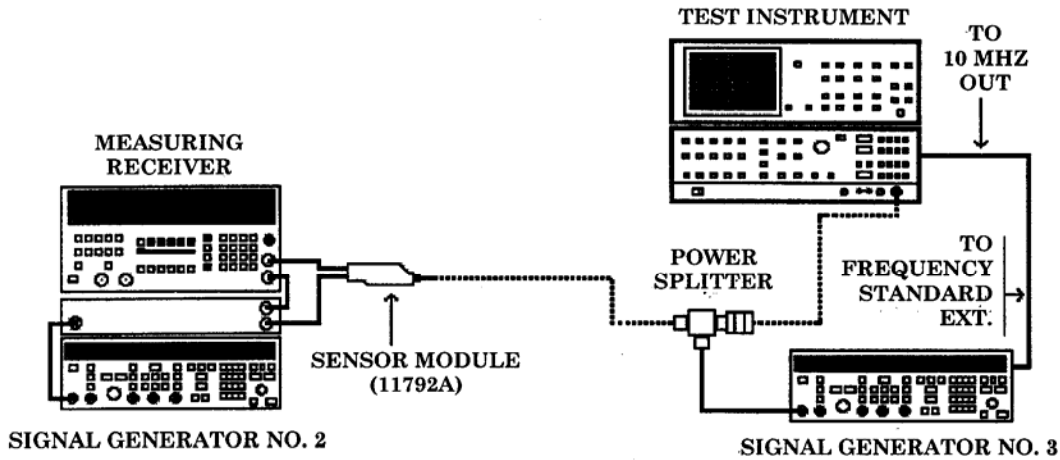 TEST INSTRUMENT
TO
10 MHZ
OUT
MEASURING
RECEIVER
POWER
SPLITTER
TO
FREQUENCY
STANDARD
EXT.
SENSOR MODULE
(11792A)
SIGNAL GENERATOR NO. 2
SIGNAL GENERATOR NO. 3